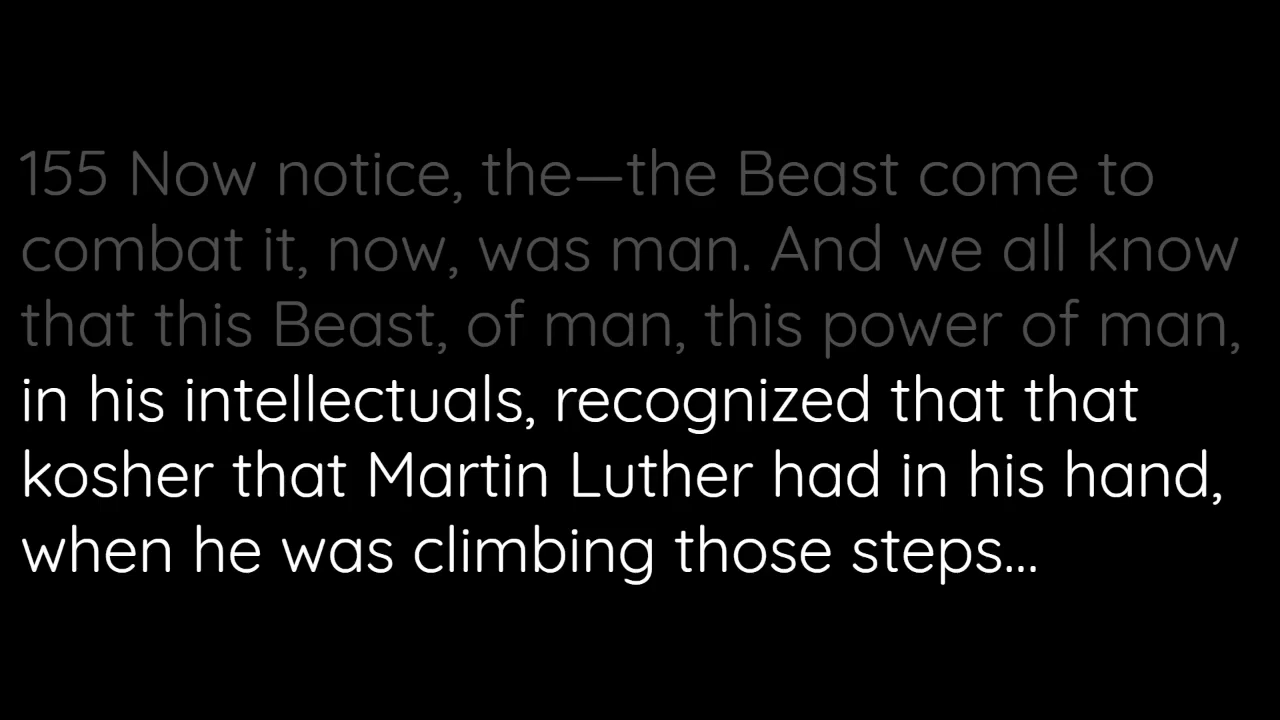 155 Now notice, the—the Beast come to
combat it, now, was man. And we all know
that this Beast, of man, this power of man,
in his intellectuals, recognized that that
kosher that Martin Luther had in his hand,
when he was climbing those steps...